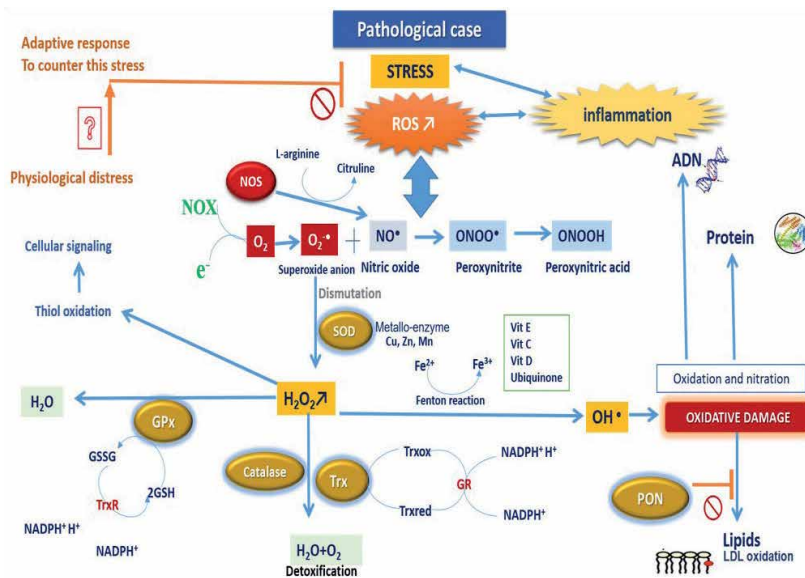 Pathological case
Adaptive response
To counter this stress
STRESS
ROS ↗
inflammation
?
Physiological distress
L-arginine
Citruline
NOS
ADN
NOX
O₂
O₂⁻•
+
NO•
ONOO•
ONOOH
e⁻
Superoxide anion
Nitric oxide
Peroxynitrite
Peroxynitric acid
Protein
Cellular signaling
Dismutation
Thiol oxidation
SOD
Metallo-enzyme
Cu, Zn, Mn
Vit E
Vit C
Vit D
Ubiquinone
Fe²⁺
Fe³⁺
Fenton reaction
Oxidation and nitration
H₂O
H₂O₂↗
OH •
OXIDATIVE DAMAGE
GPx
GSSG
2GSH
TrxR
NADPH⁺ H⁺
NADPH⁺
Catalase
Trx
Trxox
Trxred
GR
NADPH⁺H⁺
NADPH⁺
PON
H₂O+O₂
Detoxification
Lipids
LDL oxidation